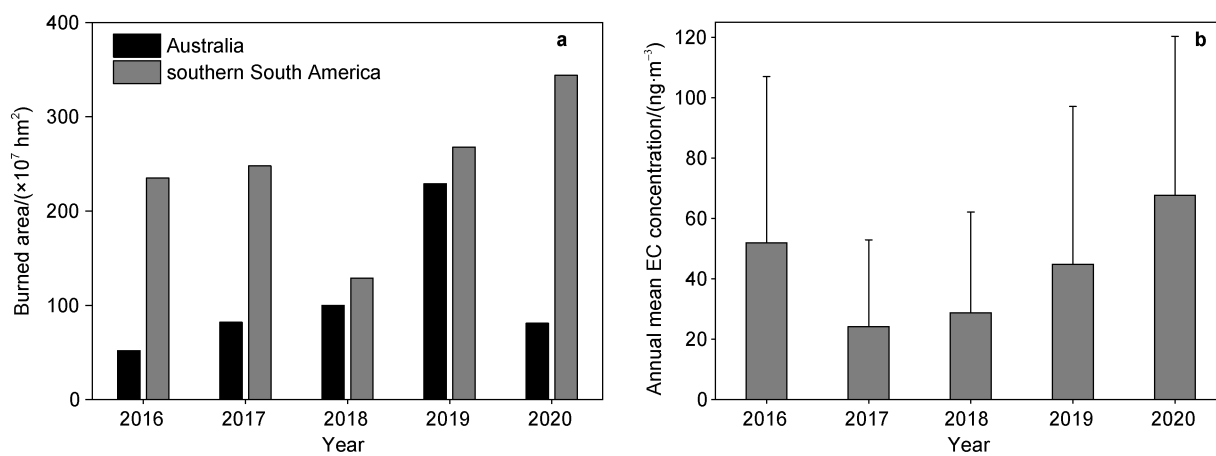 a
Australia
southern South America
400
300
200
100
0
Burned area/(×10⁷ hm²)
2016 2017 2018 2019 2020
Year
b
120
100
80
60
40
20
0
Annual mean EC concentration/(ng·m⁻³)
2016 2017 2018 2019 2020
Year